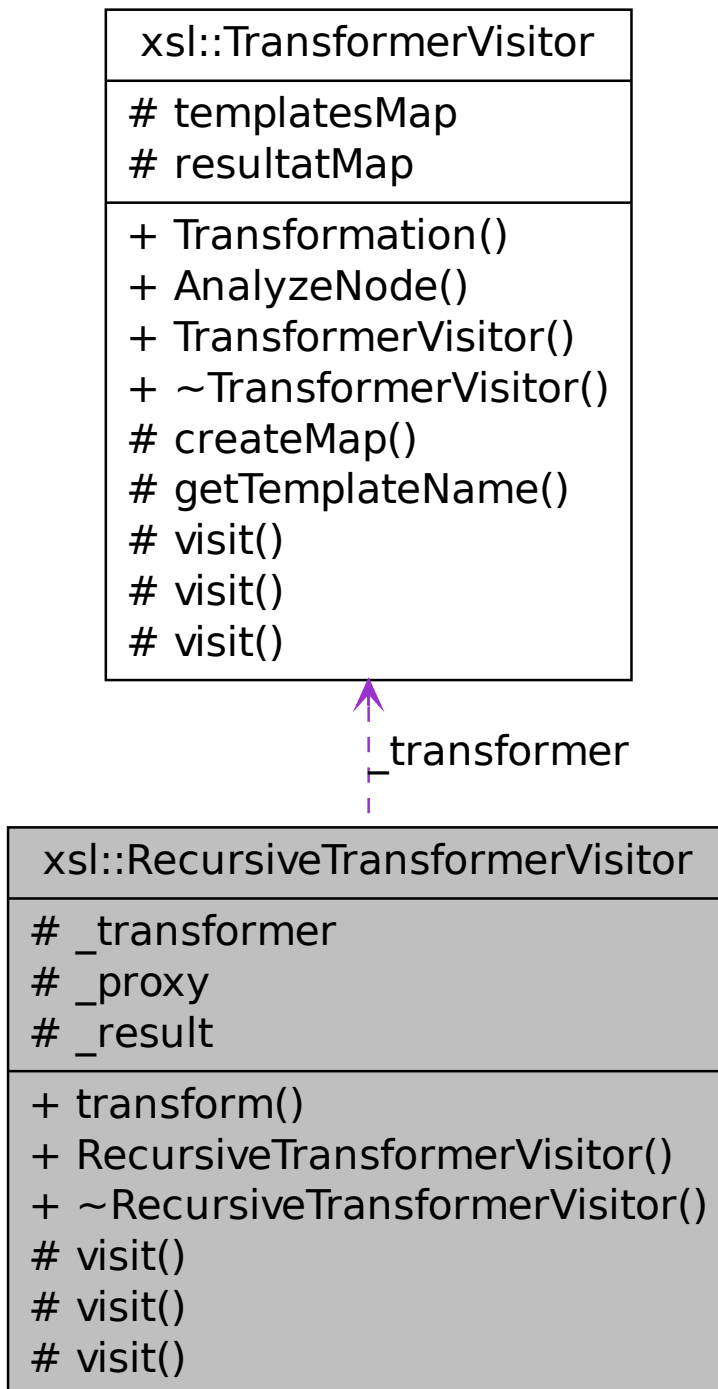 xsl::TransformerVisitor
# templatesMap
# resultatMap
+ Transformation()
+ AnalyzeNode()
+ TransformerVisitor()
+ ~TransformerVisitor()
# createMap()
# getTemplateName()
# visit()
# visit()
# visit()
_transformer
xsl::RecursiveTransformerVisitor
# _transformer
# _proxy
# _result
+ transform()
+ RecursiveTransformerVisitor()
+ ~RecursiveTransformerVisitor()
# visit()
# visit()
# visit()